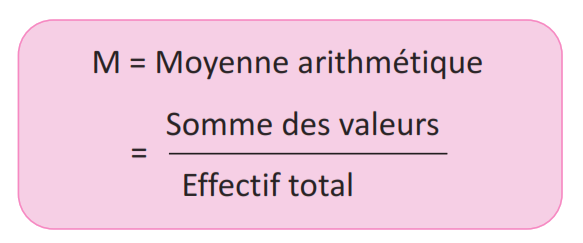 M = Moyenne arithmétique
= Somme des valeurs
Effectif total